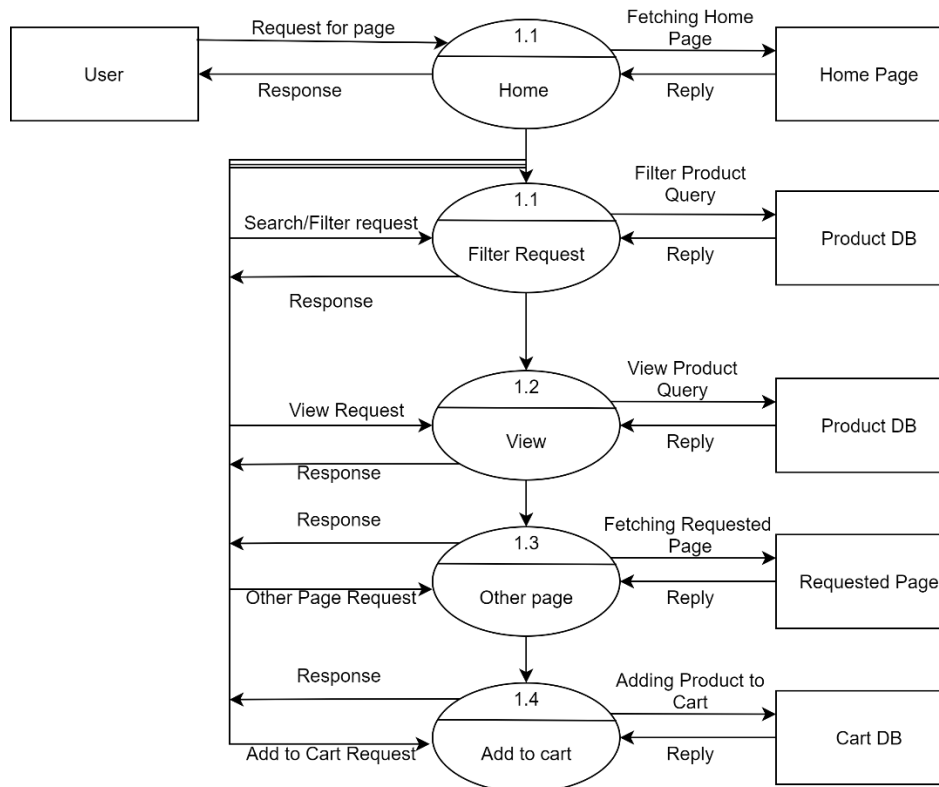 Request for page
1.1
Fetching Home
Page
User
Home
Home Page
Response
Reply
1.1
Filter Product
Query
Search/Filter request
Filter Request
Product DB
Reply
Response
1.2
View Product
Query
View Request
View
Product DB
Reply
Response
Response
1.3
Fetching Requested
Page
Other Page Request
Other page
Requested Page
Reply
Response
1.4
Adding Product to
Cart
Add to Cart Request
Add to cart
Cart DB
Reply